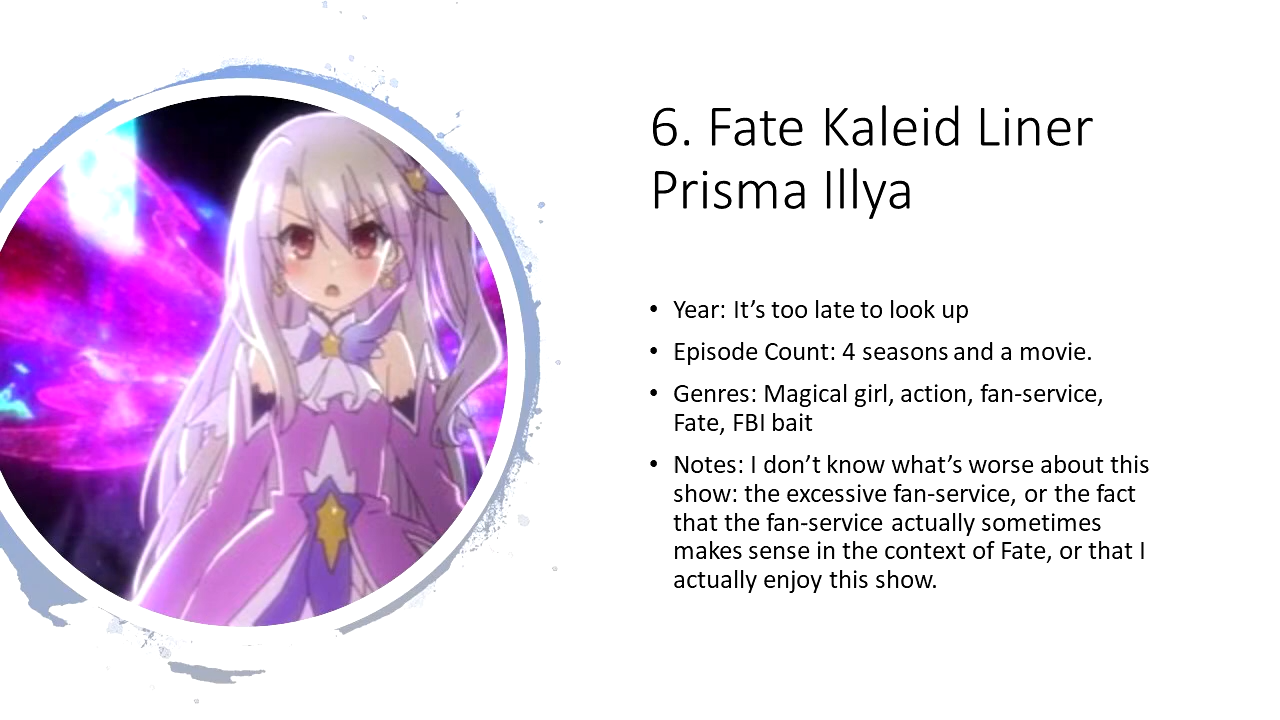 6. Fate Kaleid Liner
Prisma Illya
• Year: It’s too late to look up
• Episode Count: 4 seasons and a movie.
• Genres: Magical girl, action, fan-service,
Fate, FBI bait
• Notes: I don’t know what’s worse about this
show: the excessive fan-service, or the fact
that the fan-service actually sometimes
makes sense in the context of Fate, or that I
actually enjoy this show.